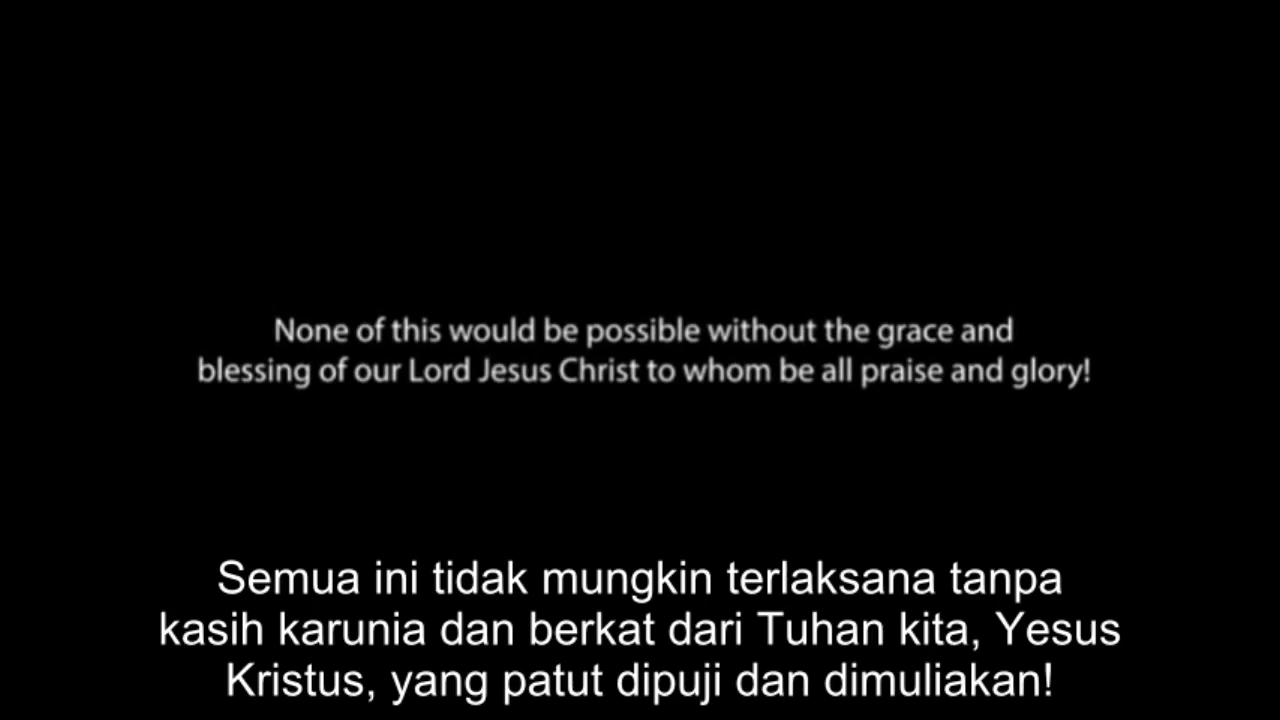 None of this would be possible without the grace and
blessing of our Lord Jesus Christ to whom be all praise and glory!
Semua ini tidak mungkin terlaksana tanpa
kasih karunia dan berkat dari Tuhan kita, Yesus
Kristus, yang patut dipuji dan dimuliakan!